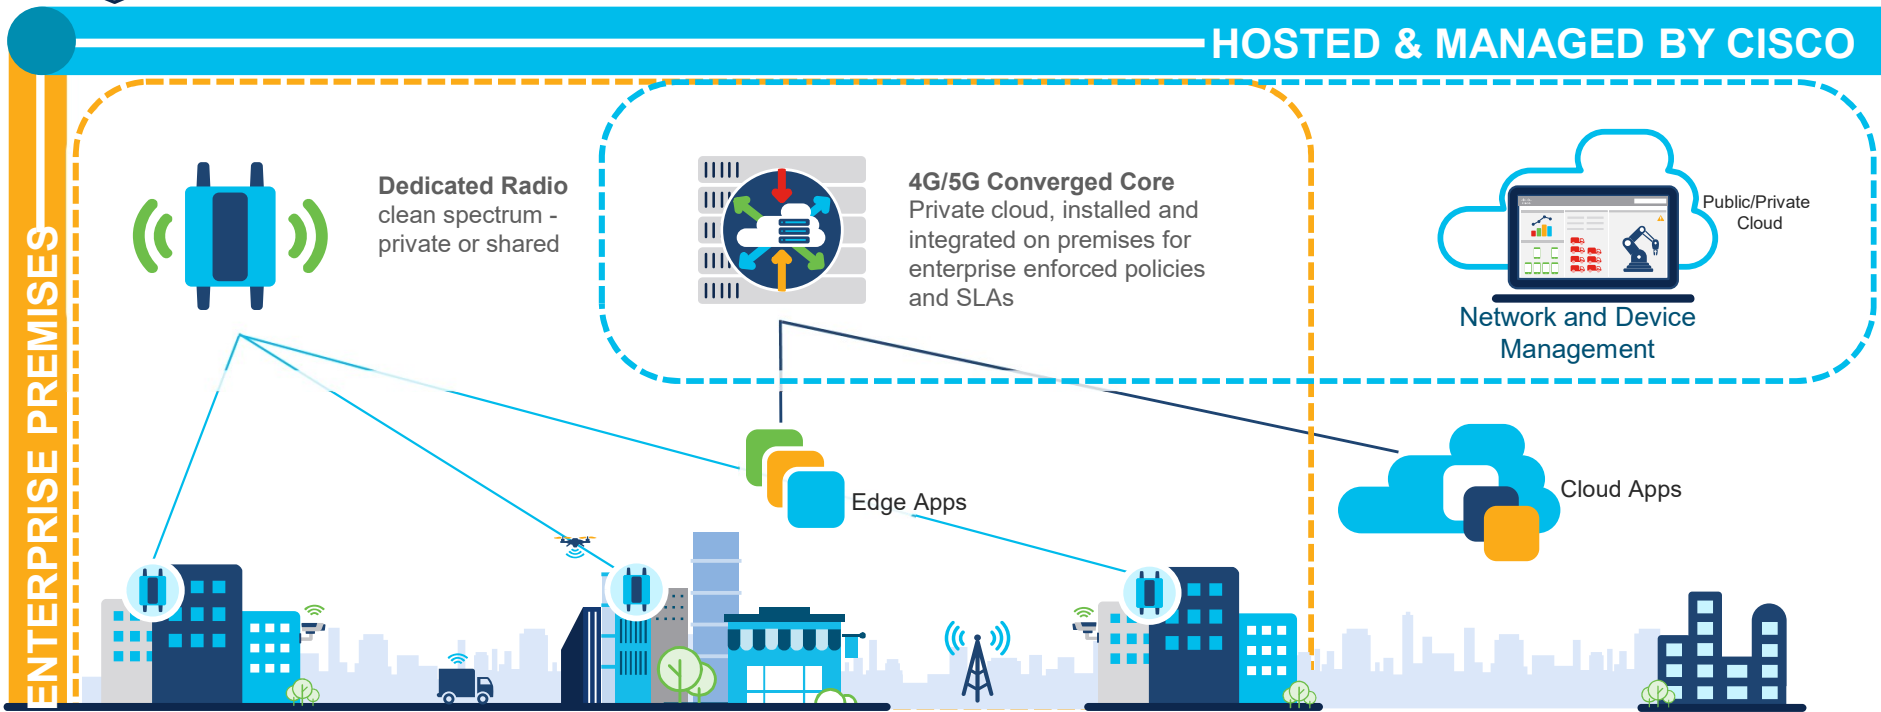 HOSTED & MANAGED BY CISCO
ENTERPRISE PREMISES
Dedicated Radio
clean spectrum -
private or shared
4G/5G Converged Core
Private cloud, installed and
integrated on premises for
enterprise enforced policies
and SLAs
Public/Private
Cloud
Network and Device
Management
Edge Apps
Cloud Apps